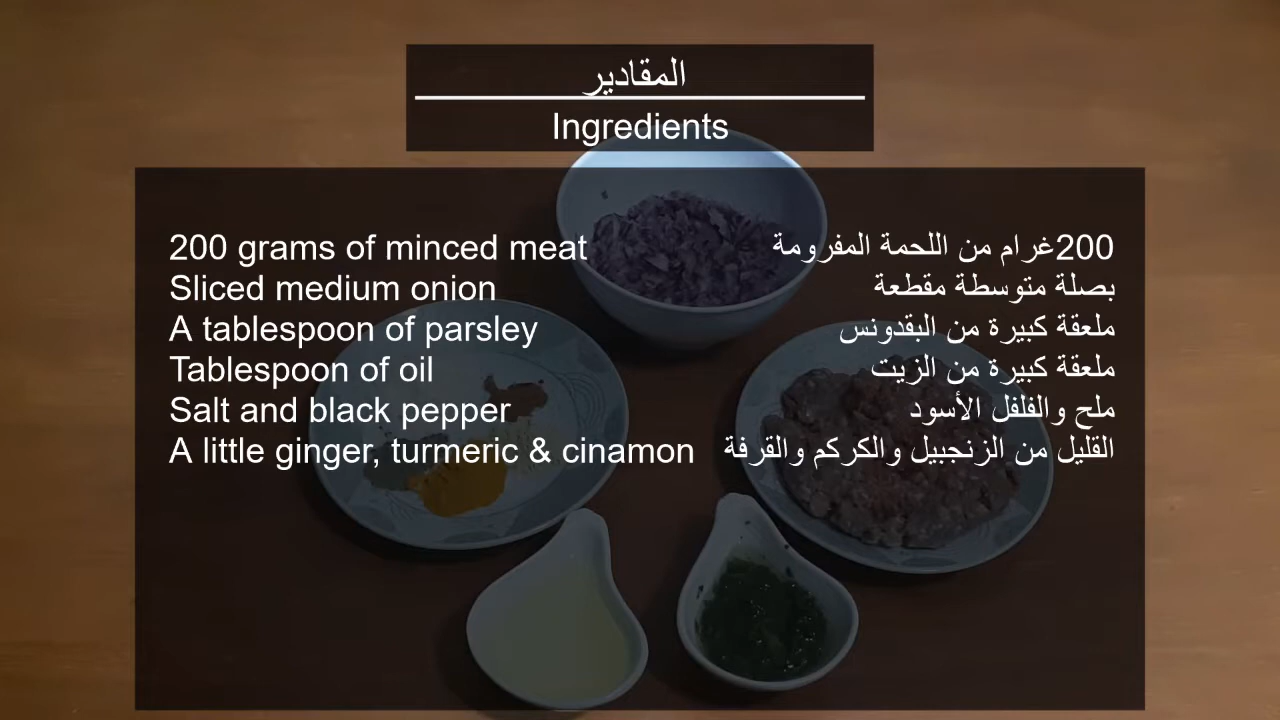 المقادير
Ingredients
200 grams of minced meat
200غرام من اللحمة المفرومة
Sliced medium onion
بصلة متوسطة مقطعة
A tablespoon of parsley
ملعقة كبيرة من البقدونس
Tablespoon of oil
ملعقة كبيرة من الزيت
Salt and black pepper
ملح والفلفل الأسود
A little ginger, turmeric & cinamon
القليل من الزنجبيل والكركم والقرفة